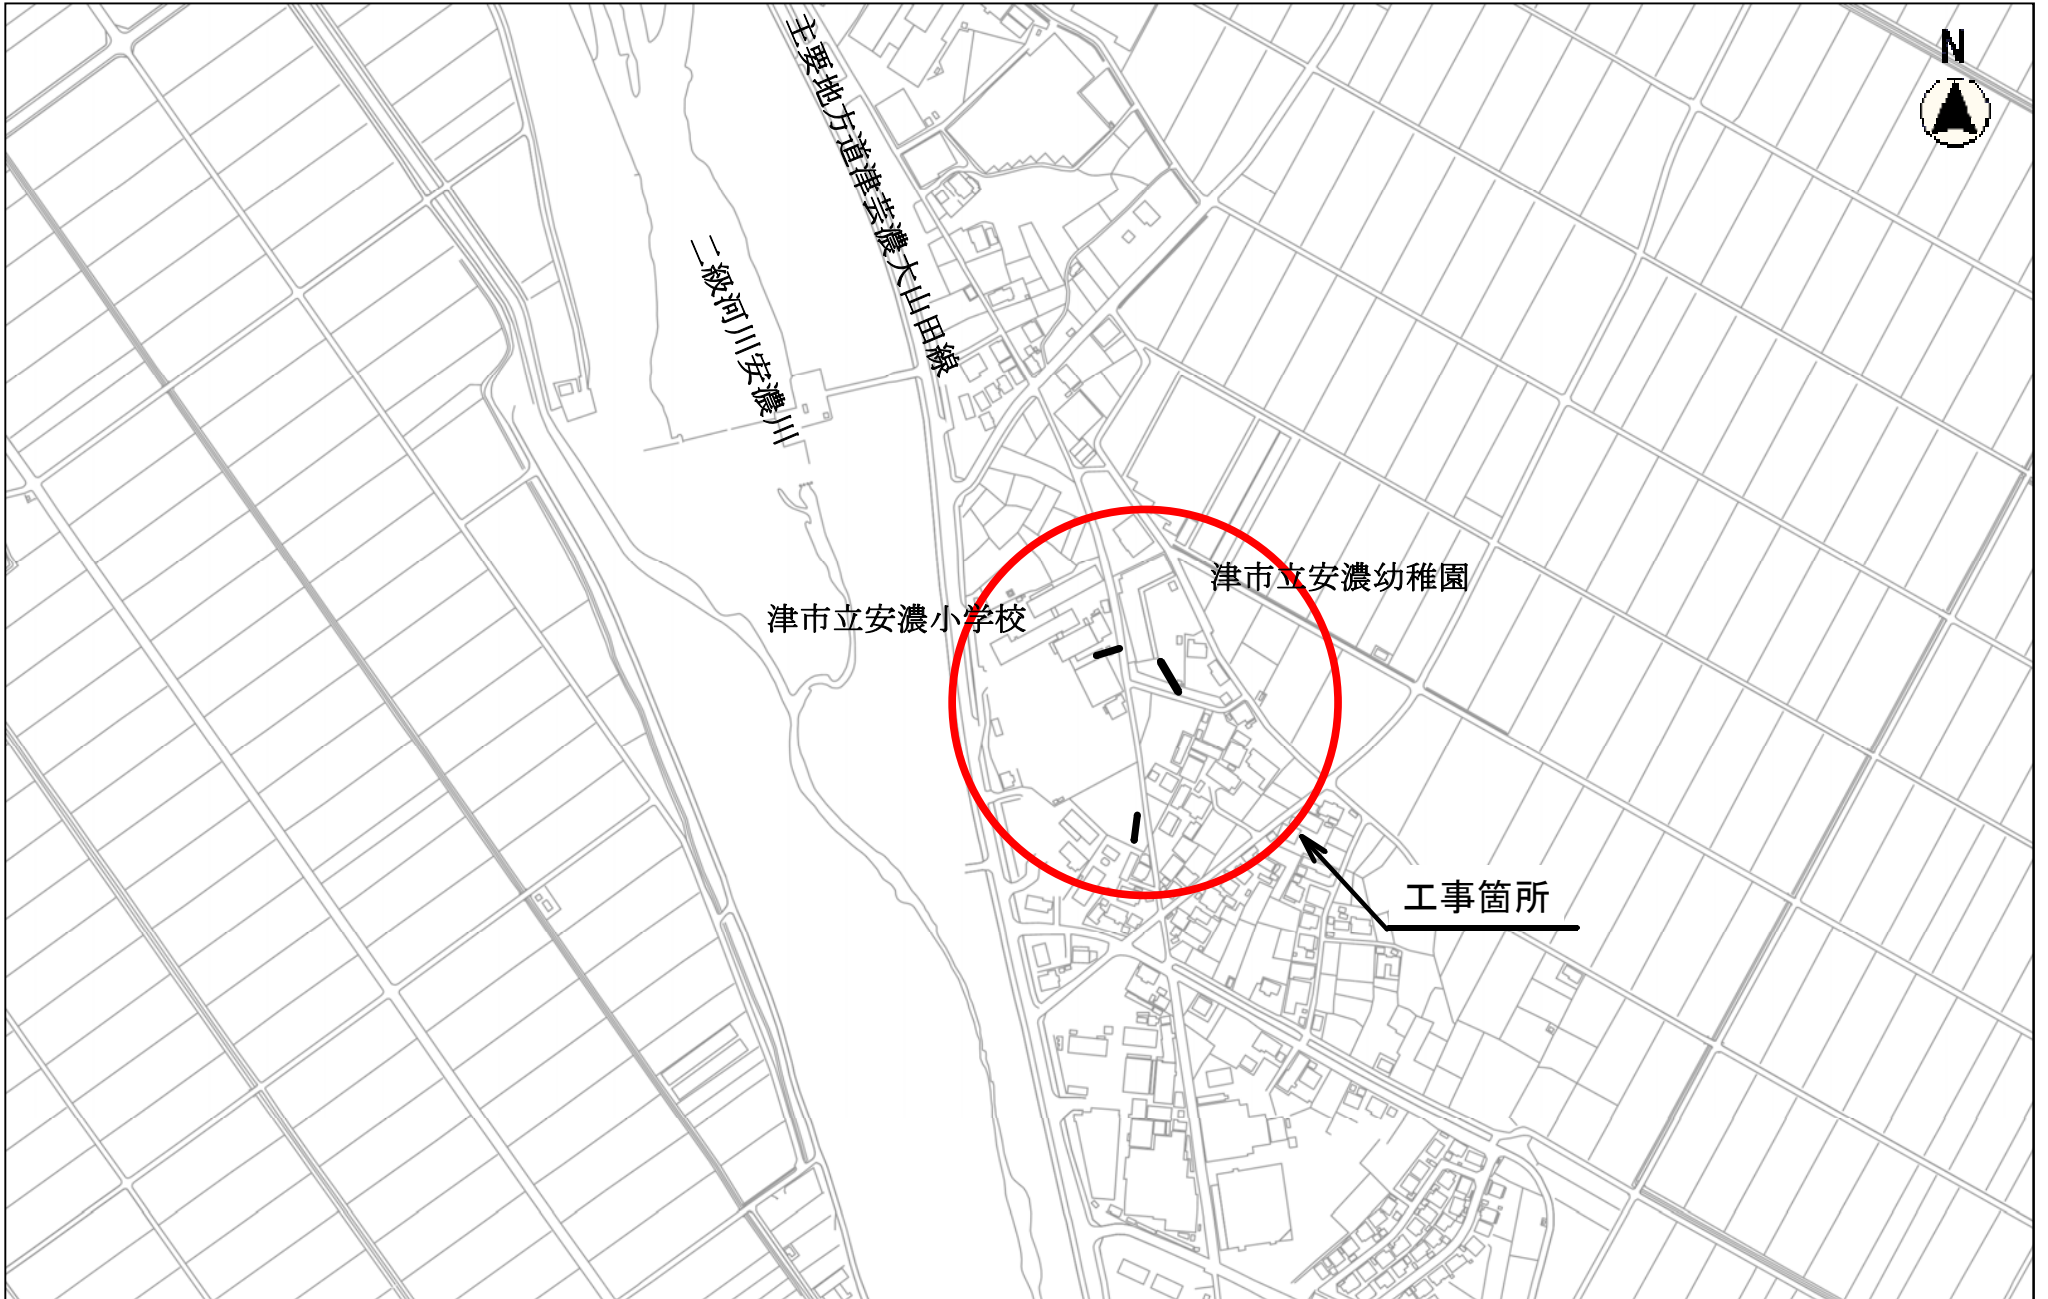 N
主要地方道津芸濃大山田線
二級河川安濃川
津市立安濃幼稚園
津市立安濃小学校
工事箇所